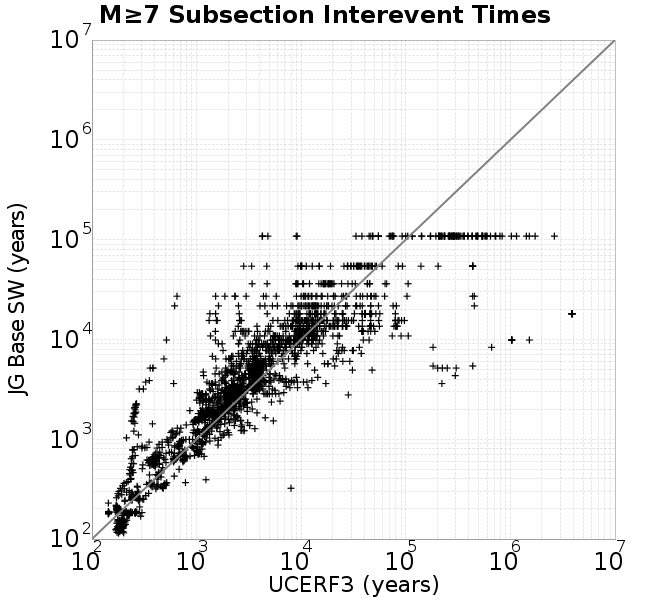 M≥7 Subsection Interevent Times
10^7
10^6
10^5
10^4
10^3
10^2
JG Base SW (years)
10^2 10^3 10^4 10^5 10^6 10^7
UCERF3 (years)